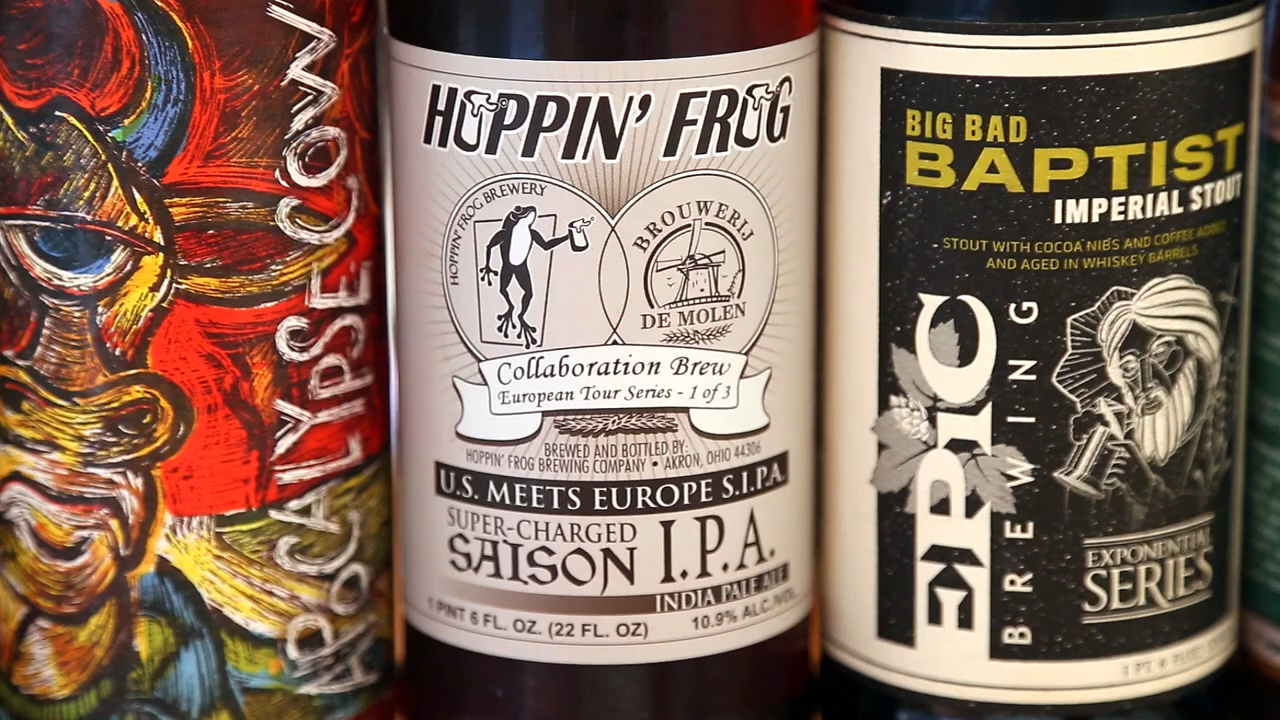 APOCALYPSE COW
HOPPIN' FROG
HOPPIN' FROG BREWERY
BROUWERIJ
DE MOLEN
Collaboration Brew
European Tour Series - 1 of 3
BREWED AND BOTTLED BY:
HOPPIN' FROG BREWING COMPANY • AKRON, OHIO 44306
U.S. MEETS EUROPE S.I.P.A.
SUPER-CHARGED
SAISON I.P.A.
INDIA PALE ALE
1 PINT 6 FL. OZ. (22 FL. OZ) 10.9% ALC./VOL
BIG BAD
BAPTIST
IMPERIAL STOUT
STOUT WITH COCOA NIBS AND COFFEE ADDED
AND AGED IN WHISKEY BARRELS
EPIC
BREWING
EXPONENTIAL
SERIES